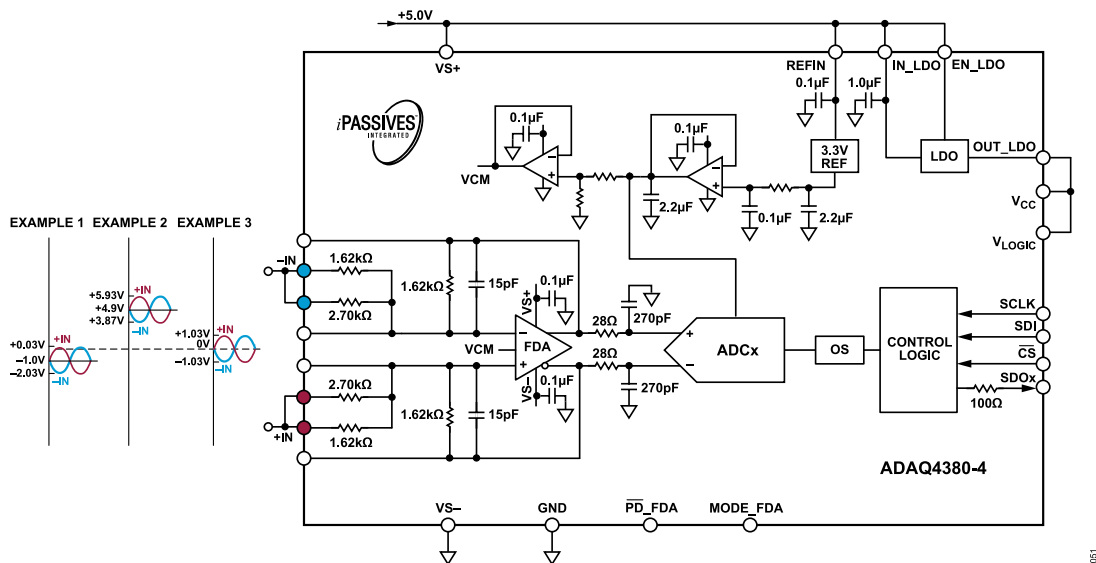 +5.0V
VS+
REFIN
IN_LDO
EN_LDO
0.1µF
1.0µF
iPASSIVES
INTEGRATED
0.1µF
0.1µF
3.3V
REF
LDO
OUT_LDO
VCM
−
+
−
+
2.2µF
0.1µF
2.2µF
VCC
VLOGIC
EXAMPLE 1
EXAMPLE 2
EXAMPLE 3
+5.93V
+IN
+4.9V
+3.87V
−IN
+1.03V
+IN
0V
−1.03V
−IN
+0.03V
+IN
−1.0V
−2.03V
−IN
−IN
1.62kΩ
2.70kΩ
1.62kΩ
15pF
VS+
0.1µF
270pF
28Ω
−
FDA
+
VCM
28Ω
VS−
0.1µF
270pF
+
−
ADCx
OS
CONTROL
LOGIC
SCLK
SDI
CS
SDOx
100Ω
2.70kΩ
1.62kΩ
+IN
1.62kΩ
15pF
ADAQ4380-4
VS−
GND
PD_FDA
MODE_FDA
051